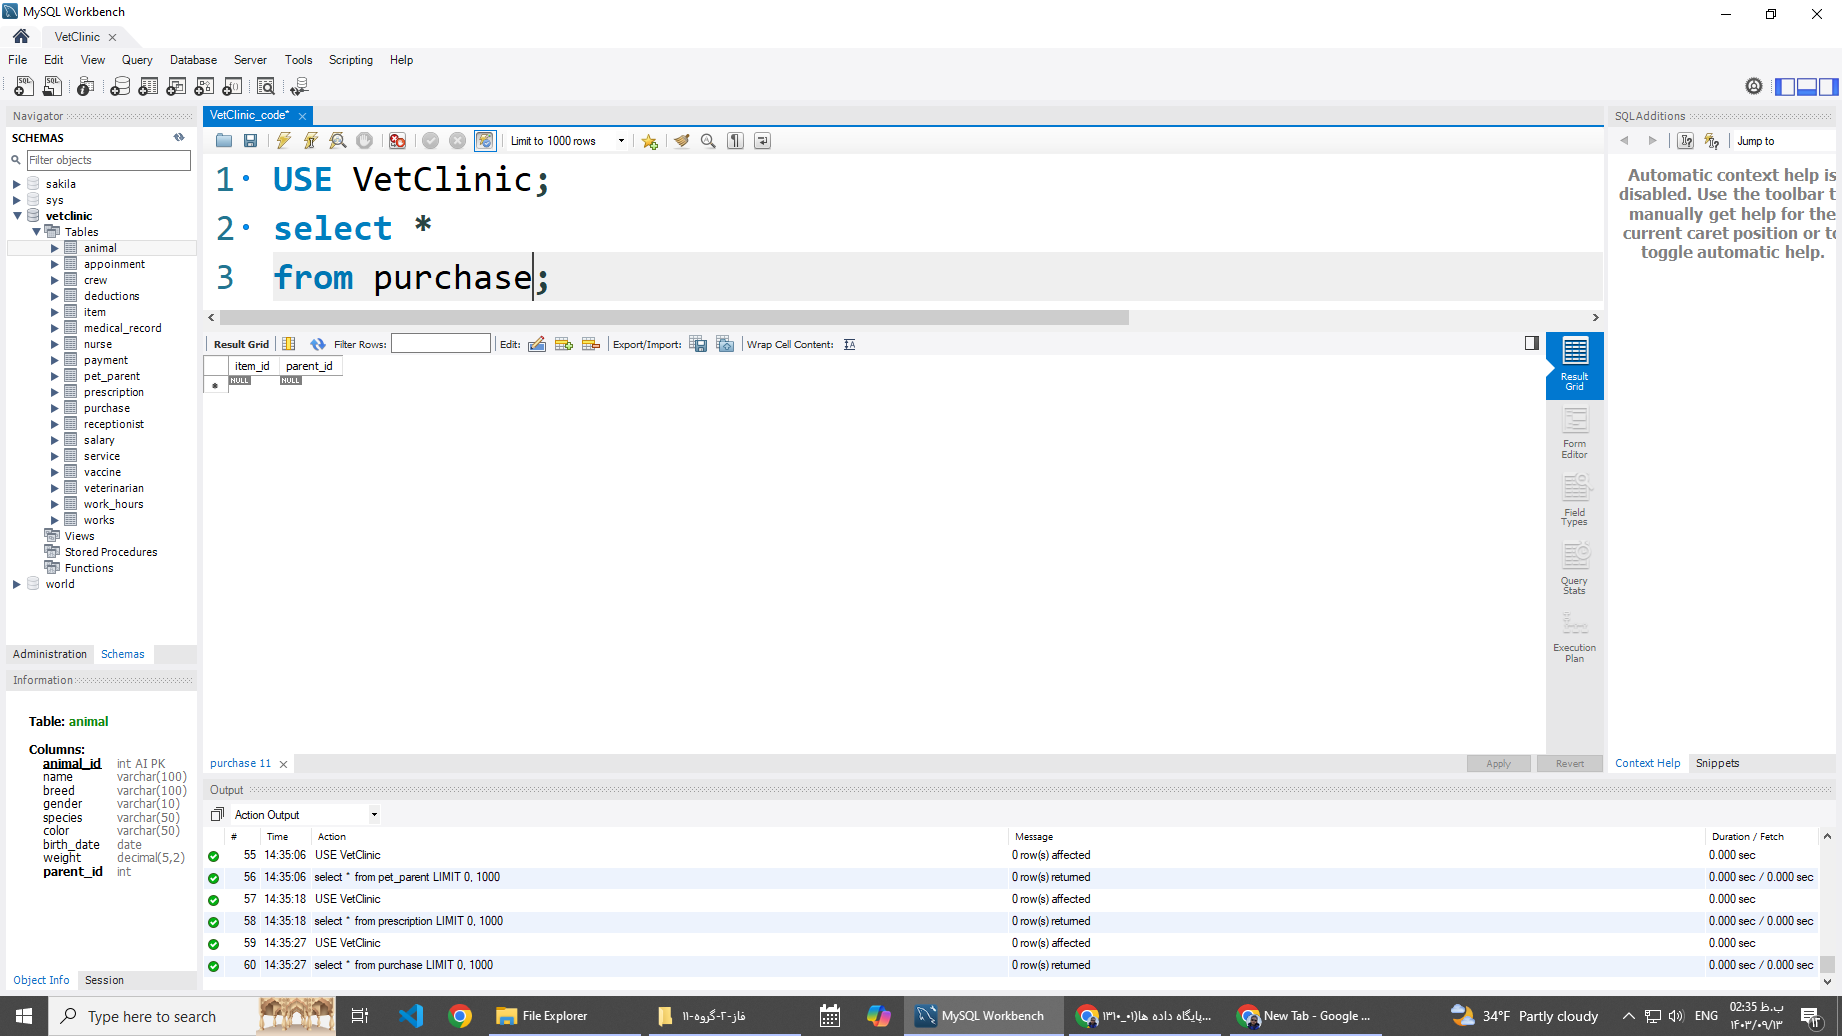 MySQL Workbench
VetClinic
File Edit View Query Database Server Tools Scripting Help
Navigator
SCHEMAS
Filter objects
sakila
sys
vetclinic
Tables
animal
appoinment
crew
deductions
item
medical_record
nurse
payment
pet_parent
prescription
purchase
receptionist
salary
service
vaccine
veterinarian
work_hours
works
Views
Stored Procedures
Functions
world
Administration Schemas
Information
Table: animal
Columns:
animal_id int AI PK
name varchar(100)
breed varchar(100)
gender varchar(10)
species varchar(50)
color varchar(50)
birth_date date
weight decimal(5,2)
parent_id int
Object Info Session
VetClinic_code*
Limit to 1000 rows
1 USE VetClinic;
2 select *
3 from purchase;
Result Grid Filter Rows: Edit: Export/Import: Wrap Cell Content:
item_id parent_id
NULL NULL
Result
Grid
Form
Editor
Field
Types
Query
Stats
Execution
Plan
purchase 11
Apply Revert
Output
Action Output
# Time Action Message Duration / Fetch
55 14:35:06 USE VetClinic 0 row(s) affected 0.000 sec
56 14:35:06 select * from pet_parent LIMIT 0, 1000 0 row(s) returned 0.000 sec / 0.000 sec
57 14:35:18 USE VetClinic 0 row(s) affected 0.000 sec
58 14:35:18 select * from prescription LIMIT 0, 1000 0 row(s) returned 0.000 sec / 0.000 sec
59 14:35:27 USE VetClinic 0 row(s) affected 0.000 sec
60 14:35:27 select * from purchase LIMIT 0, 1000 0 row(s) returned 0.000 sec / 0.000 sec
SQLAdditions
Jump to
Automatic context help is
disabled. Use the toolbar t
manually get help for the
current caret position or to
toggle automatic help.
Context Help Snippets
Type here to search
File Explorer
فاز-۲-گروه-۱۱
MySQL Workbench
پایگاه داده ها(۰۱_۱۳۱۰...
New Tab - Google ...
34°F Partly cloudy
ENG
02:35 ب.ظ
۱۴۰۳/۰۹/۱۳